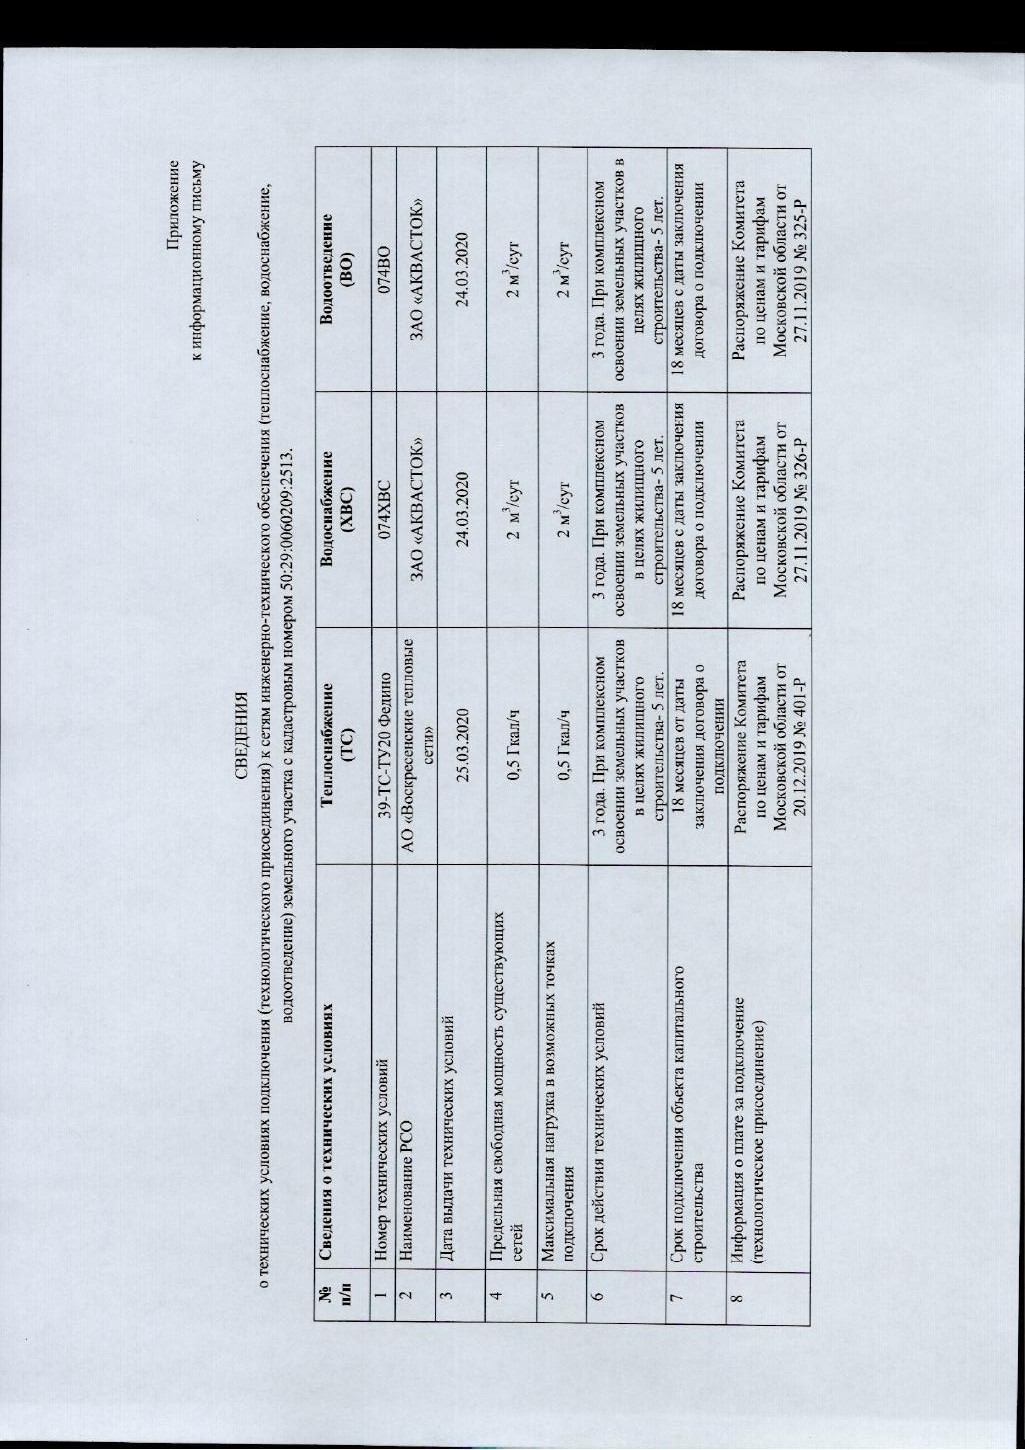 Приложение
к информационному письму
СВЕДЕНИЯ
о технических условиях подключения (технологического присоединения) к сетям инженерно-технического обеспечения (теплоснабжение, водоснабжение,
водоотведение) земельного участка с кадастровым номером 50:29:0060209:2513.
№
п/п
Сведения о технических условиях
Теплоснабжение
(ТС)
Водоснабжение
(ХВС)
Водоотведение
(ВО)
1
Номер технических условий
39-ТС-ТУ20 Федино
074ХВС
074ВО
2
Наименование РСО
АО «Воскресенские тепловые
сети»
ЗАО «АКВАСТОК»
ЗАО «АКВАСТОК»
3
Дата выдачи технических условий
25.03.2020
24.03.2020
24.03.2020
4
Предельная свободная мощность существующих
сетей
0,5 Гкал/ч
2 м³/сут
2 м³/сут
5
Максимальная нагрузка в возможных точках
подключения
0,5 Гкал/ч
2 м³/сут
2 м³/сут
6
Срок действия технических условий
3 года. При комплексном
освоении земельных участков
в целях жилищного
строительства- 5 лет.
3 года. При комплексном
освоении земельных участков
в целях жилищного
строительства- 5 лет.
3 года. При комплексном
освоении земельных участков в
целях жилищного
строительства- 5 лет.
7
Срок подключения объекта капитального
строительства
18 месяцев от даты
заключения договора о
подключении
18 месяцев с даты заключения
договора о подключении
18 месяцев с даты заключения
договора о подключении
8
Информация о плате за подключение
(технологическое присоединение)
Распоряжение Комитета
по ценам и тарифам
Московской области от
20.12.2019 № 401-Р
Распоряжение Комитета
по ценам и тарифам
Московской области от
27.11.2019 № 326-Р
Распоряжение Комитета
по ценам и тарифам
Московской области от
27.11.2019 № 325-Р